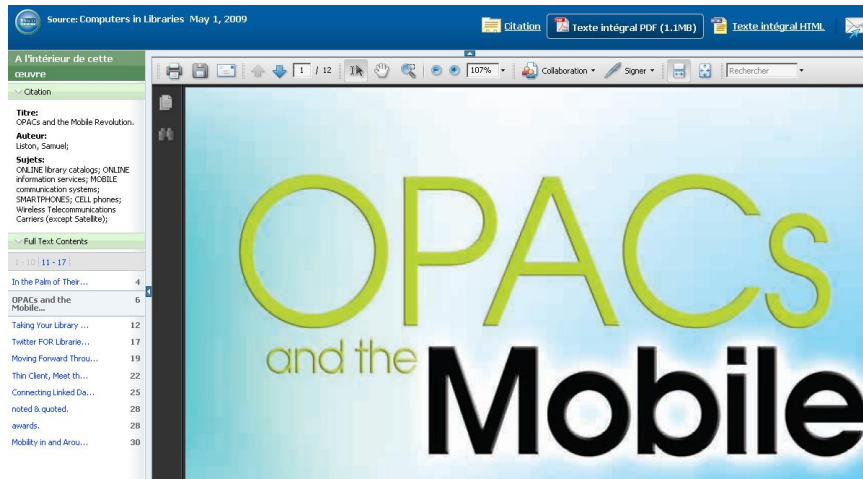 Source: Computers in Libraries May 1, 2009
Citation
Texte intégral PDF (1.1MB)
Texte intégral HTML
A l'intérieur de cette
œuvre
Citation
Titre:
OPACs and the Mobile Revolution.
Auteur:
Liston, Samuel;
Sujets:
ONLINE library catalogs; ONLINE
information services; MOBILE
communication systems;
SMARTPHONES; CELL phones;
Wireless Telecommunications
Carriers (except Satellite);
Full Text Contents
1 - 10 | 11 - 17 |
In the Palm of Their... 4
OPACs and the 6
Mobile...
Taking Your Library ... 12
Twitter FOR Librarie... 17
Moving Forward Throu... 19
Thin Client, Meet th... 22
Connecting Linked Da... 25
noted & quoted. 28
awards. 28
Mobility in and Arou... 30
1 / 12
107%
Collaboration
Signer
Rechercher
OPACs
and the
Mobile